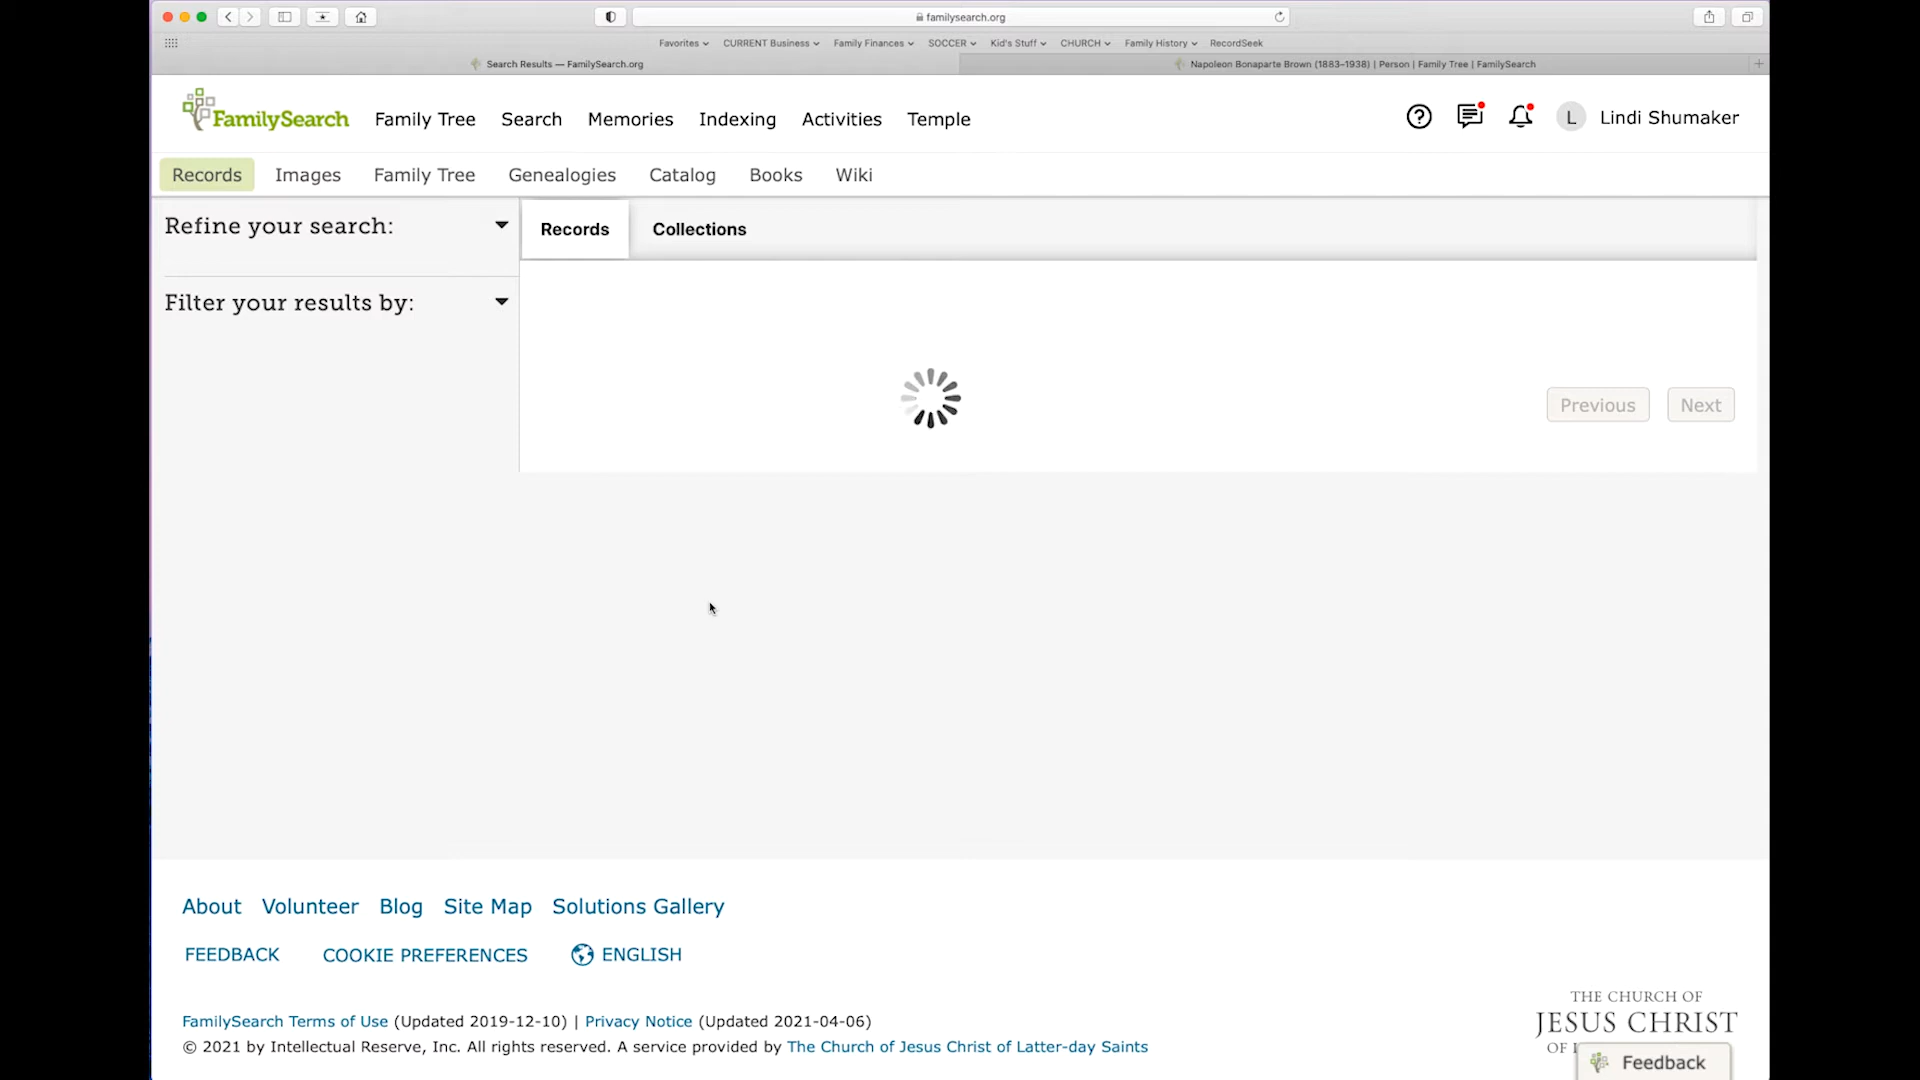 familysearch.org
Favorites CURRENT Business Family Finances SOCCER Kid's Stuff CHURCH Family History RecordSeek
Search Results — FamilySearch.org
Napoleon Bonaparte Brown (1883–1938) | Person | Family Tree | FamilySearch
FamilySearch Family Tree Search Memories Indexing Activities Temple
L Lindi Shumaker
Records Images Family Tree Genealogies Catalog Books Wiki
Refine your search:
Records Collections
Filter your results by:
Previous Next
About Volunteer Blog Site Map Solutions Gallery
FEEDBACK COOKIE PREFERENCES ENGLISH
FamilySearch Terms of Use (Updated 2019-12-10) | Privacy Notice (Updated 2021-04-06)
© 2021 by Intellectual Reserve, Inc. All rights reserved. A service provided by The Church of Jesus Christ of Latter-day Saints
THE CHURCH OF
JESUS CHRIST
OF
Feedback